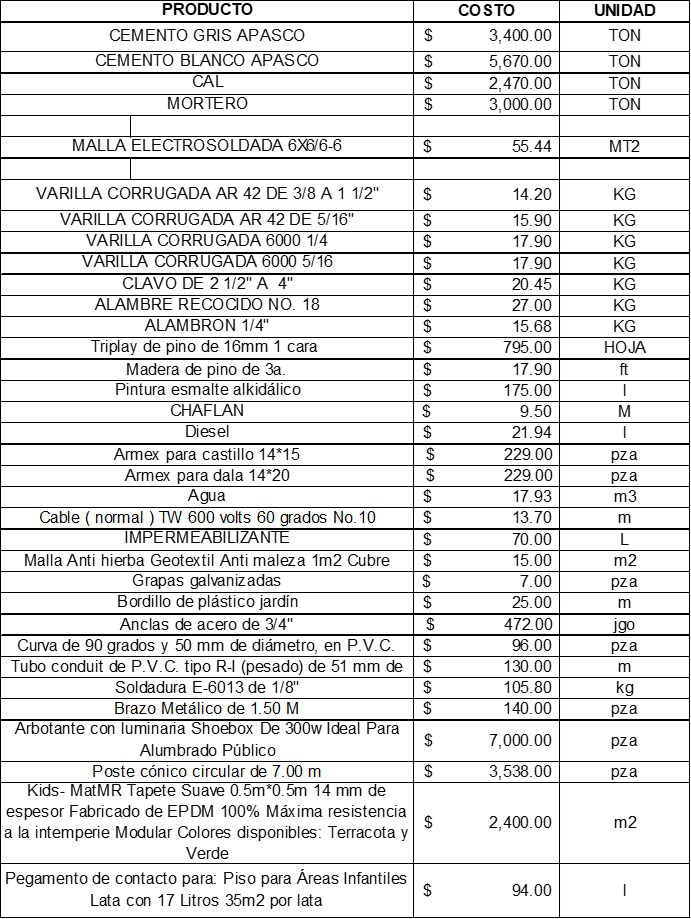 PRODUCTO COSTO UNIDAD
CEMENTO GRIS APASCO $ 3,400.00 TON
CEMENTO BLANCO APASCO $ 5,670.00 TON
CAL $ 2,470.00 TON
MORTERO $ 3,000.00 TON
MALLA ELECTROSOLDADA 6X6/6-6 $ 55.44 MT2
VARILLA CORRUGADA AR 42 DE 3/8 A 1 1/2" $ 14.20 KG
VARILLA CORRUGADA AR 42 DE 5/16" $ 15.90 KG
VARILLA CORRUGADA 6000 1/4 $ 17.90 KG
VARILLA CORRUGADA 6000 5/16 $ 17.90 KG
CLAVO DE 2 1/2" A 4" $ 20.45 KG
ALAMBRE RECOCIDO NO. 18 $ 27.00 KG
ALAMBRON 1/4" $ 15.68 KG
Triplay de pino de 16mm 1 cara $ 795.00 HOJA
Madera de pino de 3a. $ 17.90 ft
Pintura esmalte alkidálico $ 175.00 l
CHAFLAN $ 9.50 M
Diesel $ 21.94 l
Armex para castillo 14*15 $ 229.00 pza
Armex para dala 14*20 $ 229.00 pza
Agua $ 17.93 m3
Cable ( normal ) TW 600 volts 60 grados No.10 $ 13.70 m
IMPERMEABILIZANTE $ 70.00 L
Malla Anti hierba Geotextil Anti maleza 1m2 Cubre $ 15.00 m2
Grapas galvanizadas $ 7.00 pza
Bordillo de plástico jardín $ 25.00 m
Anclas de acero de 3/4" $ 472.00 jgo
Curva de 90 grados y 50 mm de diámetro, en P.V.C. $ 96.00 pza
Tubo conduit de P.V.C. tipo R-I (pesado) de 51 mm de $ 130.00 m
Soldadura E-6013 de 1/8" $ 105.80 kg
Brazo Metálico de 1.50 M $ 140.00 pza
Arbotante con luminaria Shoebox De 300w Ideal Para
Alumbrado Público $ 7,000.00 pza
Poste cónico circular de 7.00 m $ 3,538.00 pza
Kids- MatMR Tapete Suave 0.5m*0.5m 14 mm de
espesor Fabricado de EPDM 100% Máxima resistencia
a la intemperie Modular Colores disponibles: Terracota y
Verde $ 2,400.00 m2
Pegamento de contacto para: Piso para Áreas Infantiles
Lata con 17 Litros 35m2 por lata $ 94.00 l